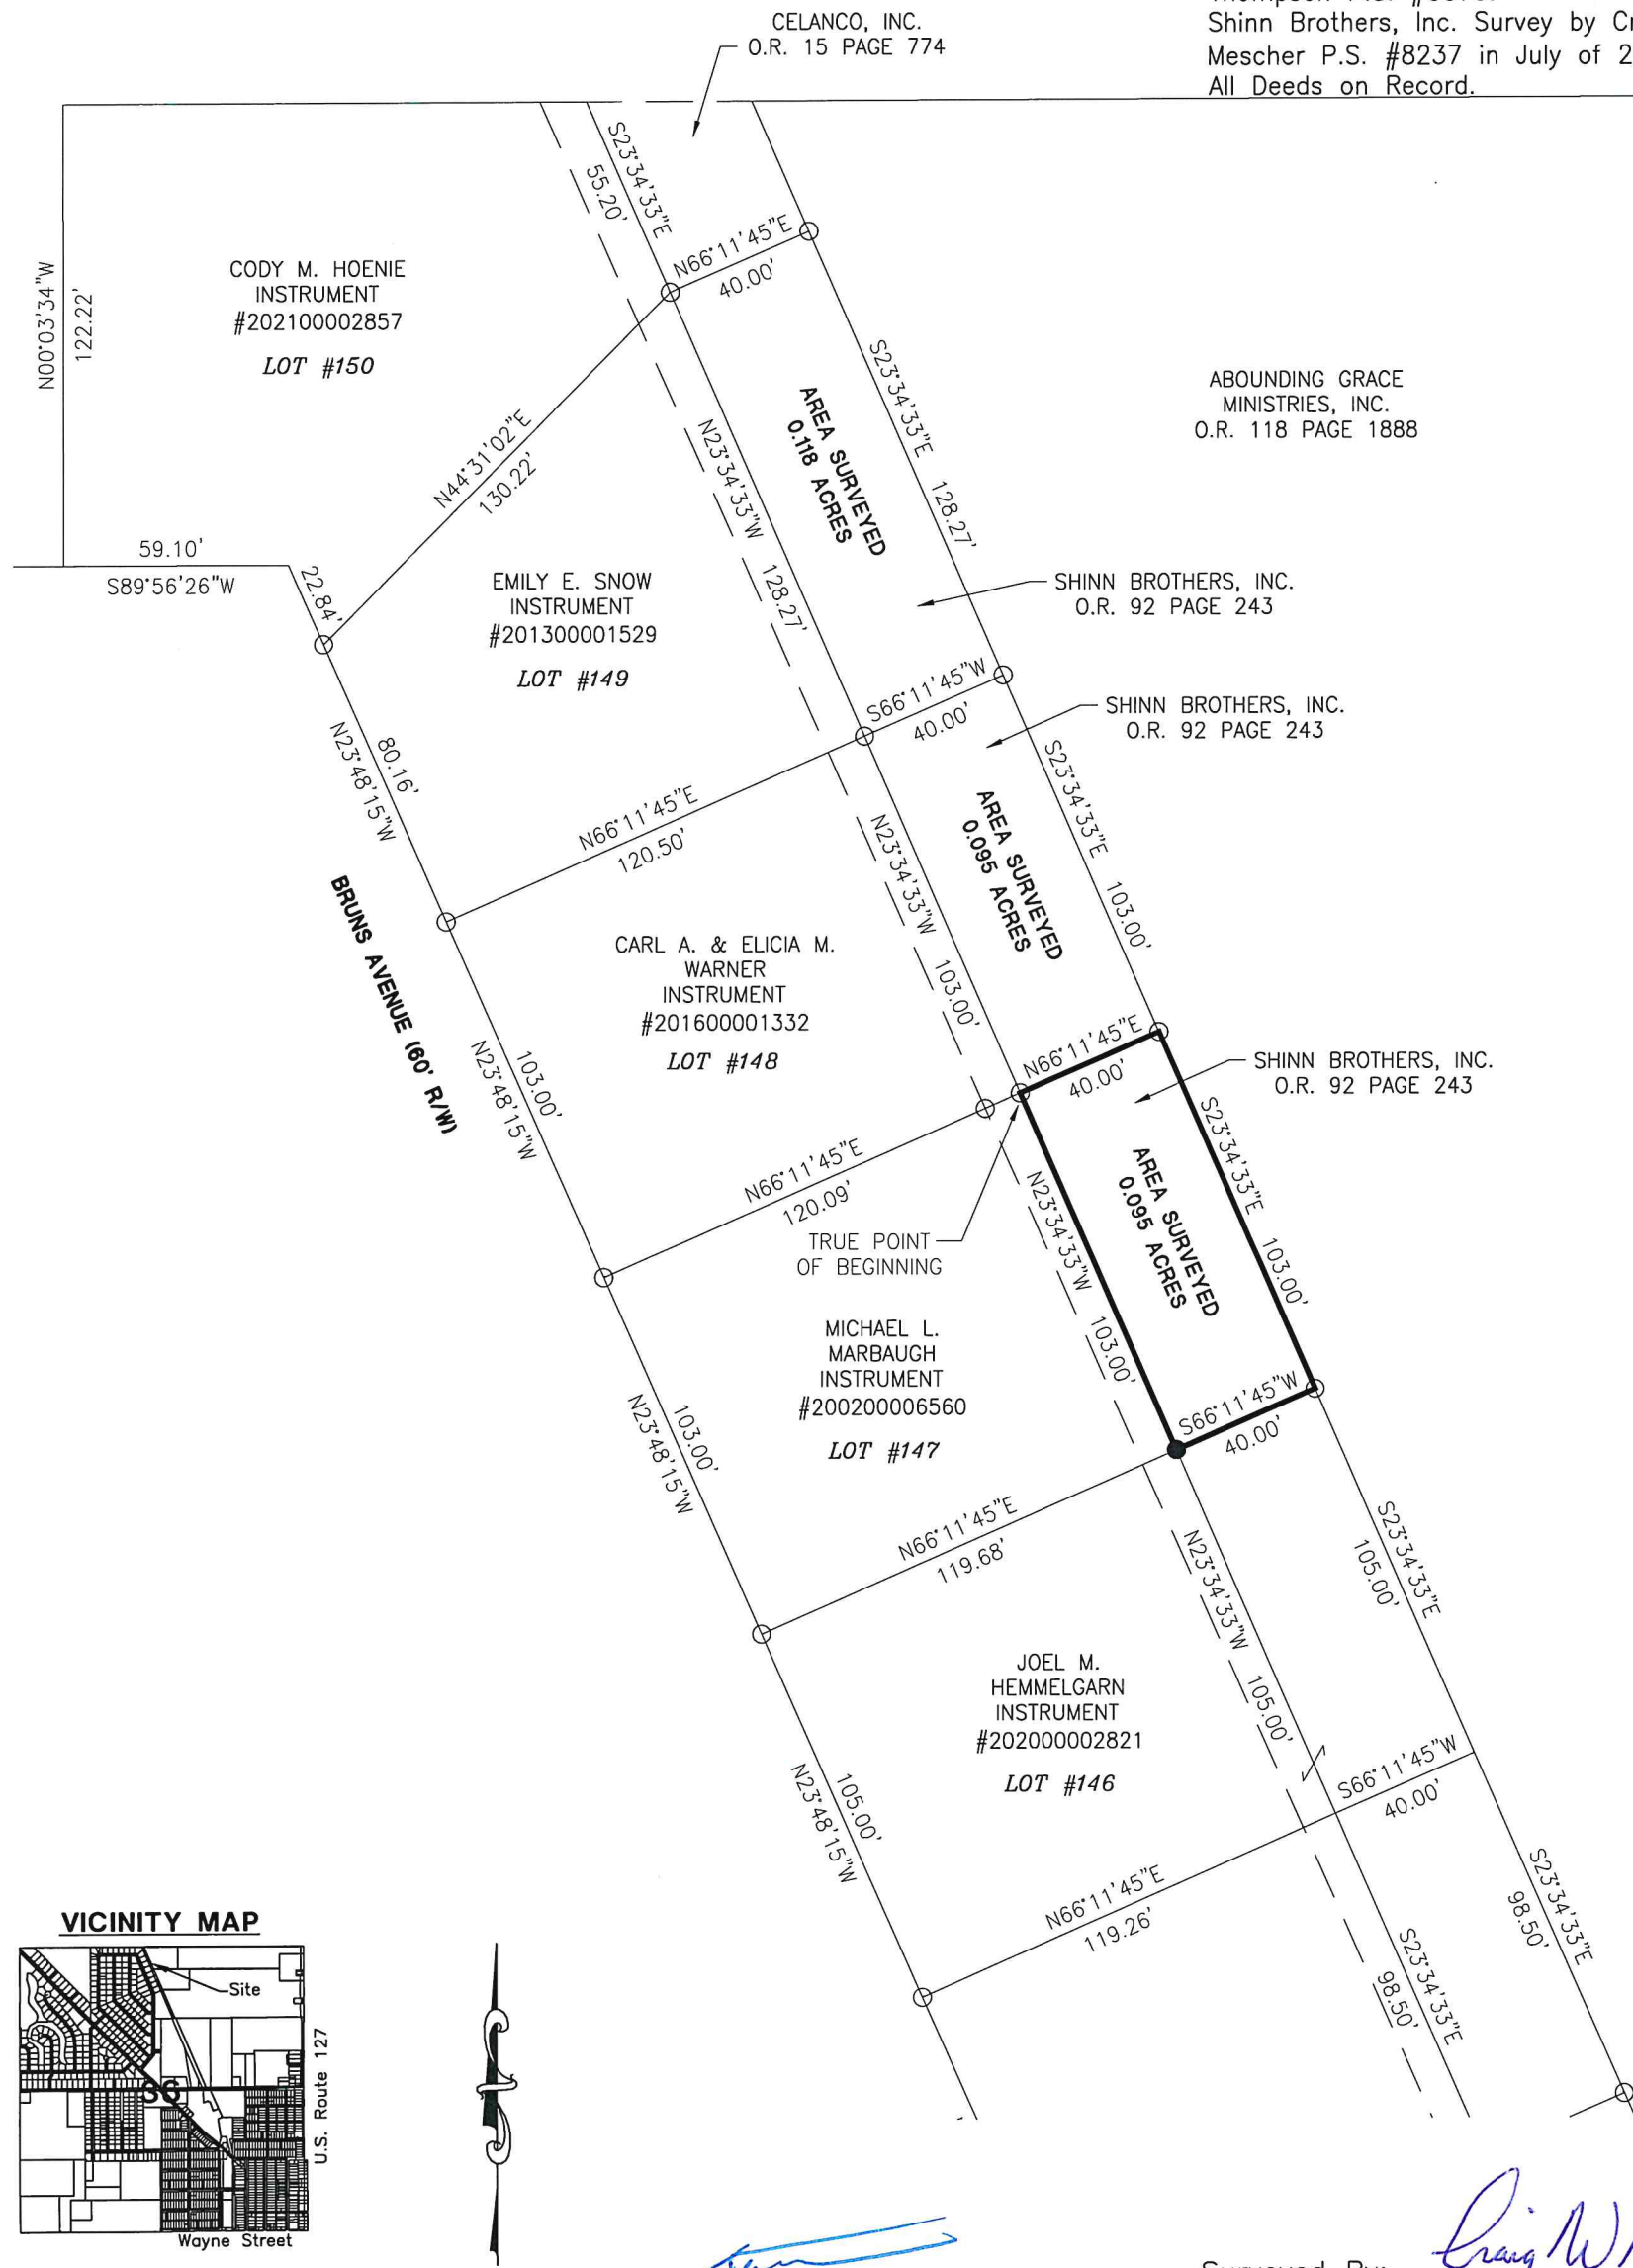 Shinn Brothers, Inc. Survey by
Mescher P.S. #8237 in July of
All Deeds on Record.
CELANCO, INC.
O.R. 15 PAGE 774
S23°34'33"E
55.20'
N66°11'45"E
40.00'
N00°03'34"W
122.22'
CODY M. HOENIE
INSTRUMENT
#202100002857
LOT #150
N44°31'02"E
130.22'
S23°34'33"E 128.27'
AREA SURVEYED
0.118 ACRES
N23°34'33"W 128.27'
ABOUNDING GRACE
MINISTRIES, INC.
O.R. 118 PAGE 1888
59.10'
S89°56'26"W
22.84'
EMILY E. SNOW
INSTRUMENT
#201300001529
LOT #149
SHINN BROTHERS, INC.
O.R. 92 PAGE 243
S66°11'45"W
40.00'
SHINN BROTHERS, INC.
O.R. 92 PAGE 243
80.16'
N23°48'15"W
N66°11'45"E
120.50'
S23°34'33"E 103.00'
AREA SURVEYED
0.095 ACRES
N23°34'33"W 103.00'
BRUNS AVENUE (60' R/W)
CARL A. & ELICIA M.
WARNER
INSTRUMENT
#201600001332
LOT #148
103.00'
N23°48'15"W
N66°11'45"E
40.00'
SHINN BROTHERS, INC.
O.R. 92 PAGE 243
N66°11'45"E
120.09'
TRUE POINT
OF BEGINNING
S23°34'33"E 103.00'
AREA SURVEYED
0.095 ACRES
N23°34'33"W 103.00'
MICHAEL L.
MARBAUGH
INSTRUMENT
#200200006560
LOT #147
103.00'
N23°48'15"W
S66°11'45"W
40.00'
N66°11'45"E
119.68'
S23°34'33"E
105.00'
N23°34'33"W 105.00'
JOEL M.
HEMMELGARN
INSTRUMENT
#202000002821
LOT #146
105.00'
N23°48'15"W
S66°11'45"W
40.00'
N66°11'45"E
119.26'
S23°34'33"E
98.50'
S23°34'33"E
98.50'
VICINITY MAP
Site
36
U.S. Route 127
Wayne Street
Craig W
Surveyed By: